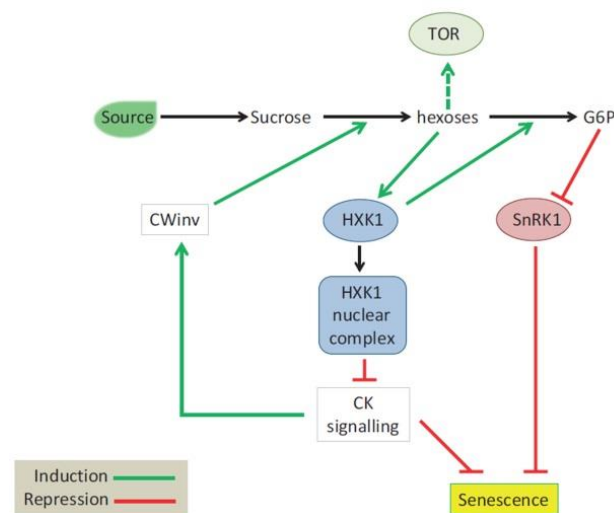 TOR
Source
Sucrose
hexoses
G6P
CWinv
HXK1
SnRK1
HXK1
nuclear
complex
CK
signalling
Induction
Repression
Senescence